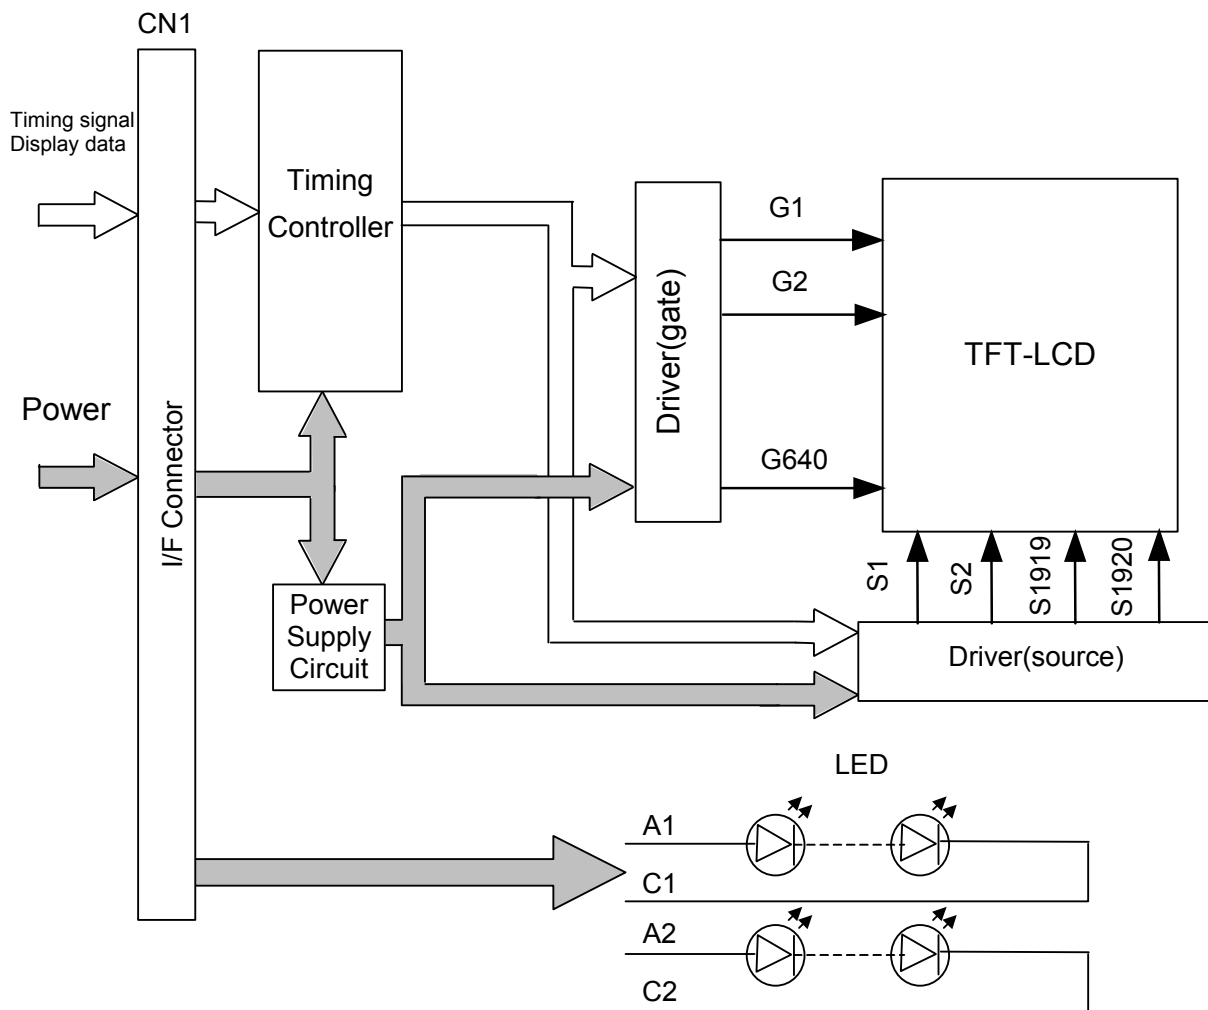 CN1
Timing signal
Display data
Timing
Controller
Power
I/F Connector
Power
Supply
Circuit
Driver(gate)
G1
G2
G640
TFT-LCD
S1
S2
S1919
S1920
Driver(source)
LED
A1
C1
A2
C2